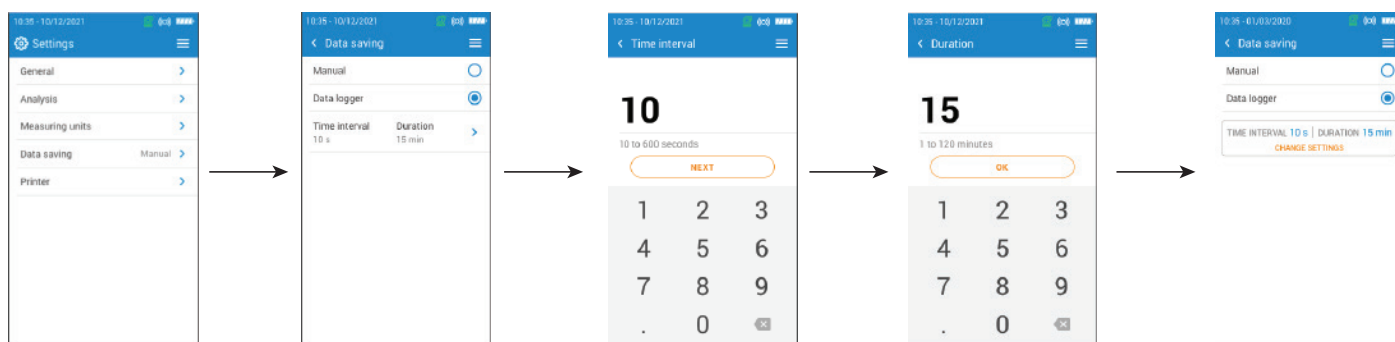 10:35 - 10/12/2021
Settings
General
Analysis
Measuring units
Data saving Manual
Printer
10:35 - 10/12/2021
Data saving
Manual
Data logger
Time interval Duration
10 s 15 min
10:35 - 10/12/2021
Time interval
10
10 to 600 seconds
NEXT
1 2 3
4 5 6
7 8 9
. 0
10:35 - 10/12/2021
Duration
15
1 to 120 minutes
OK
1 2 3
4 5 6
7 8 9
. 0
10:35 - 01/03/2020
Data saving
Manual
Data logger
TIME INTERVAL 10 s | DURATION 15 min
CHANGE SETTINGS